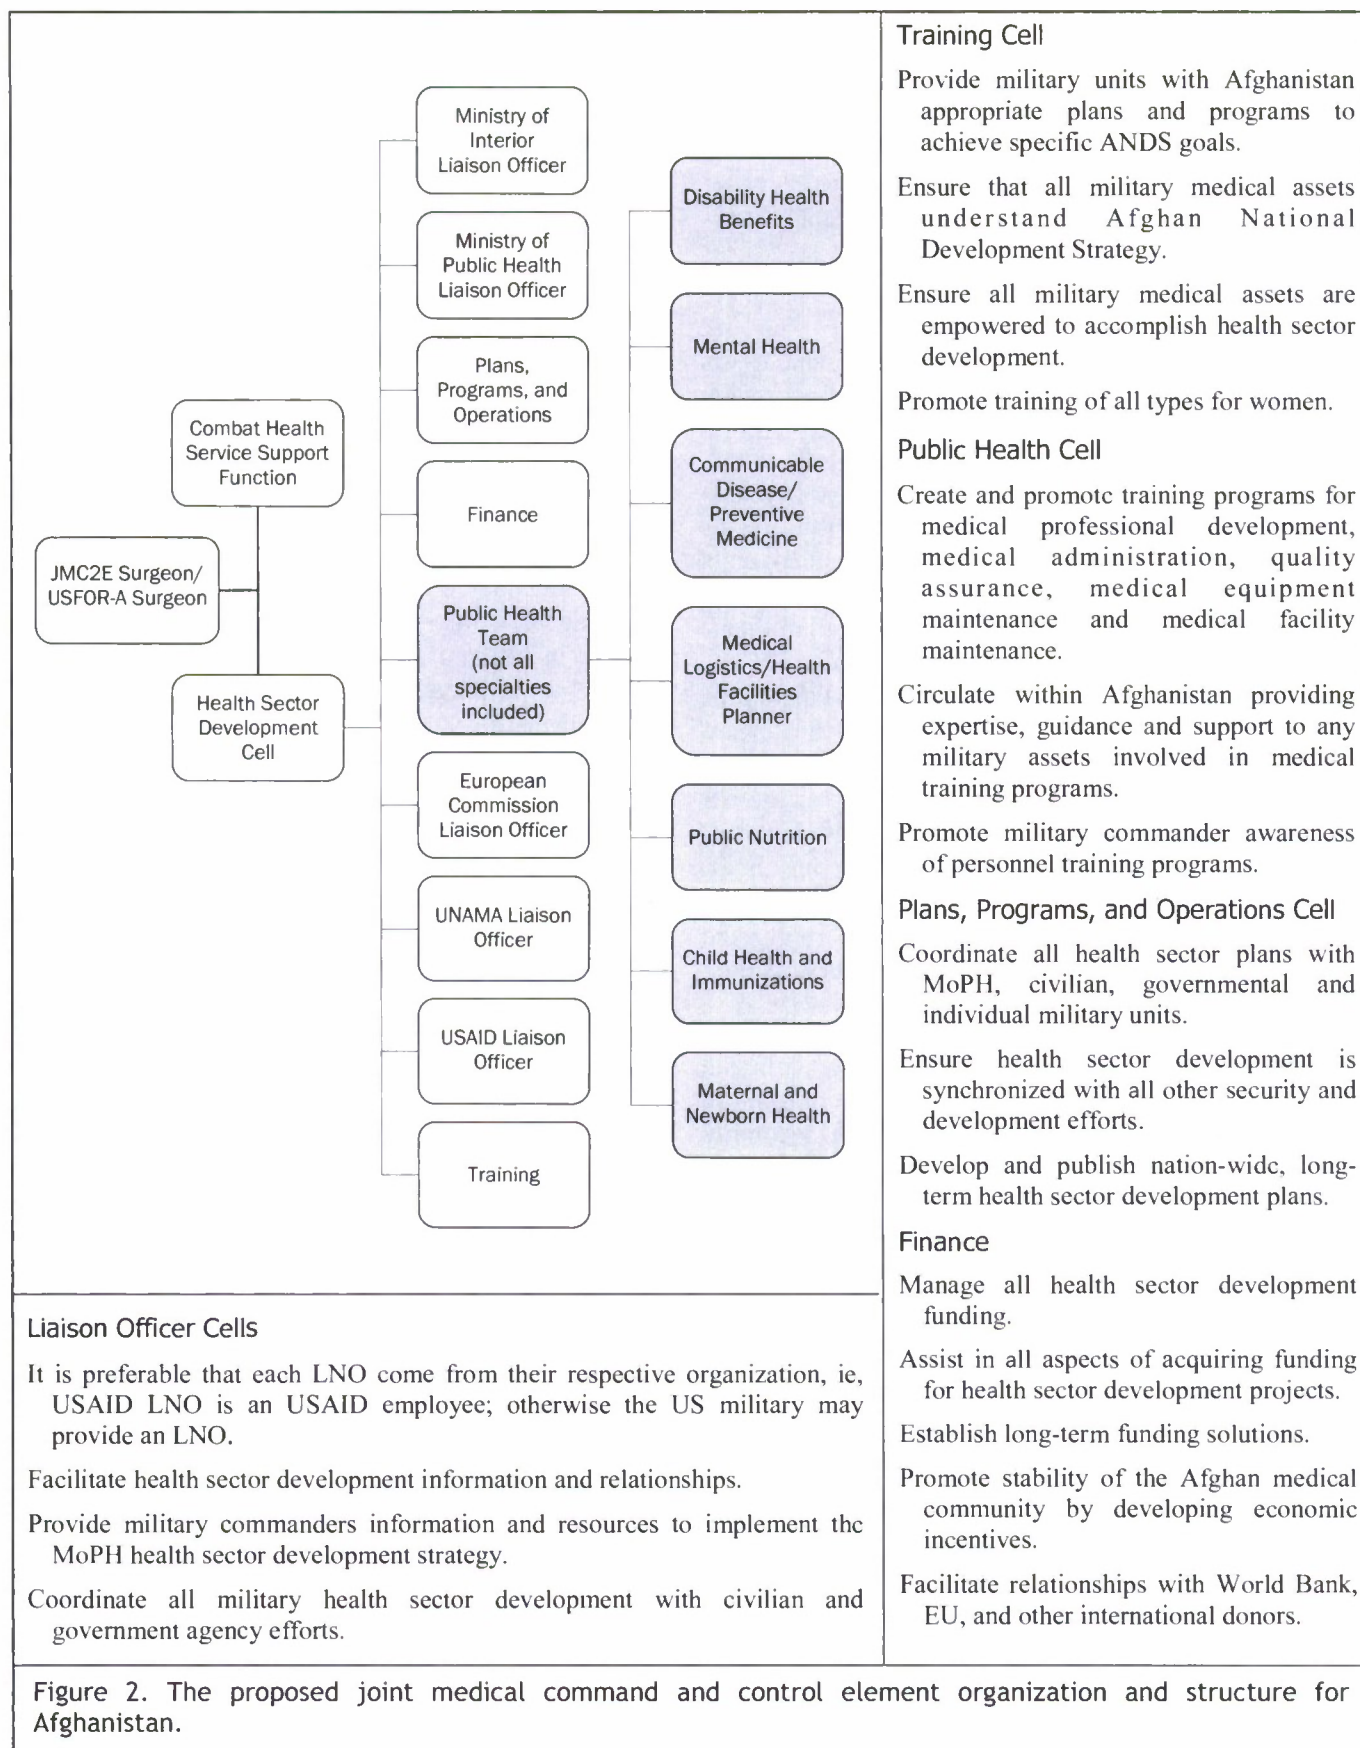 JMC2E Surgeon/
USFOR-A Surgeon
Combat Health
Service Support
Function
Health Sector
Development
Cell
Ministry of
Interior
Liaison Officer
Ministry of
Public Health
Liaison Officer
Plans,
Programs, and
Operations
Finance
Public Health
Team
(not all
specialties
included)
European
Commission
Liaison Officer
UNAMA Liaison
Officer
USAID Liaison
Officer
Training
Disability Health
Benefits
Mental Health
Communicable
Disease/
Preventive
Medicine
Medical
Logistics/Health
Facilities
Planner
Public Nutrition
Child Health and
Immunizations
Maternal and
Newborn Health
Liaison Officer Cells
It is preferable that each LNO come from their respective organization, ie,
USAID LNO is an USAID employee; otherwise the US military may
provide an LNO.
Facilitate health sector development information and relationships.
Provide military commanders information and resources to implement the
MoPH health sector development strategy.
Coordinate all military health sector development with civilian and
government agency efforts.
Training Cell
Provide military units with Afghanistan
appropriate plans and programs to
achieve specific ANDS goals.
Ensure that all military medical assets
understand Afghan National
Development Strategy.
Ensure all military medical assets are
empowered to accomplish health sector
development.
Promote training of all types for women.
Public Health Cell
Create and promote training programs for
medical professional development,
medical administration, quality
assurance, medical equipment
maintenance and medical facility
maintenance.
Circulate within Afghanistan providing
expertise, guidance and support to any
military assets involved in medical
training programs.
Promote military commander awareness
of personnel training programs.
Plans, Programs, and Operations Cell
Coordinate all health sector plans with
MoPH, civilian, governmental and
individual military units.
Ensure health sector development is
synchronized with all other security and
development efforts.
Develop and publish nation-wide, long-
term health sector development plans.
Finance
Manage all health sector development
funding.
Assist in all aspects of acquiring funding
for health sector development projects.
Establish long-term funding solutions.
Promote stability of the Afghan medical
community by developing economic
incentives.
Facilitate relationships with World Bank,
EU, and other international donors.
Figure 2. The proposed joint medical command and control element organization and structure for
Afghanistan.